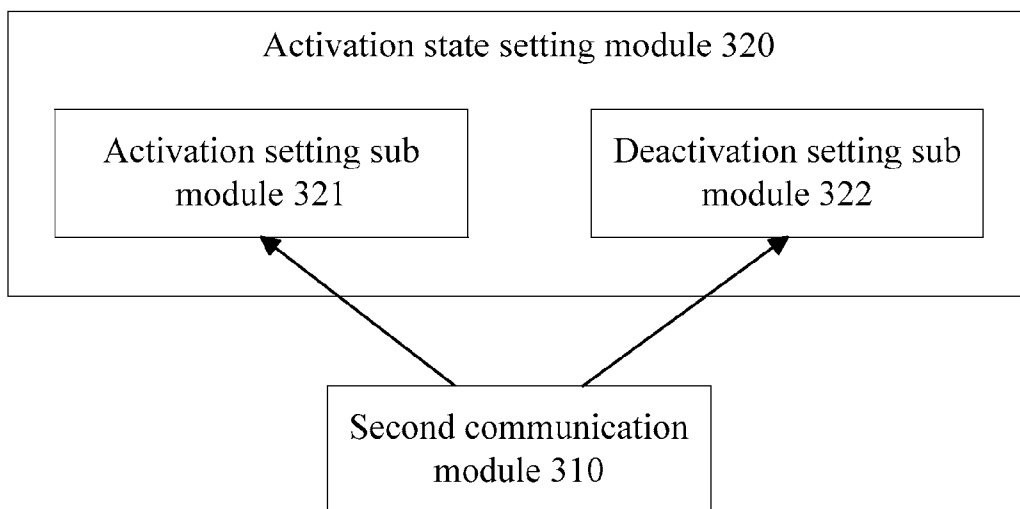 Activation state setting module 320
Activation setting sub
module 321
Deactivation setting sub
module 322
Second communication
module 310